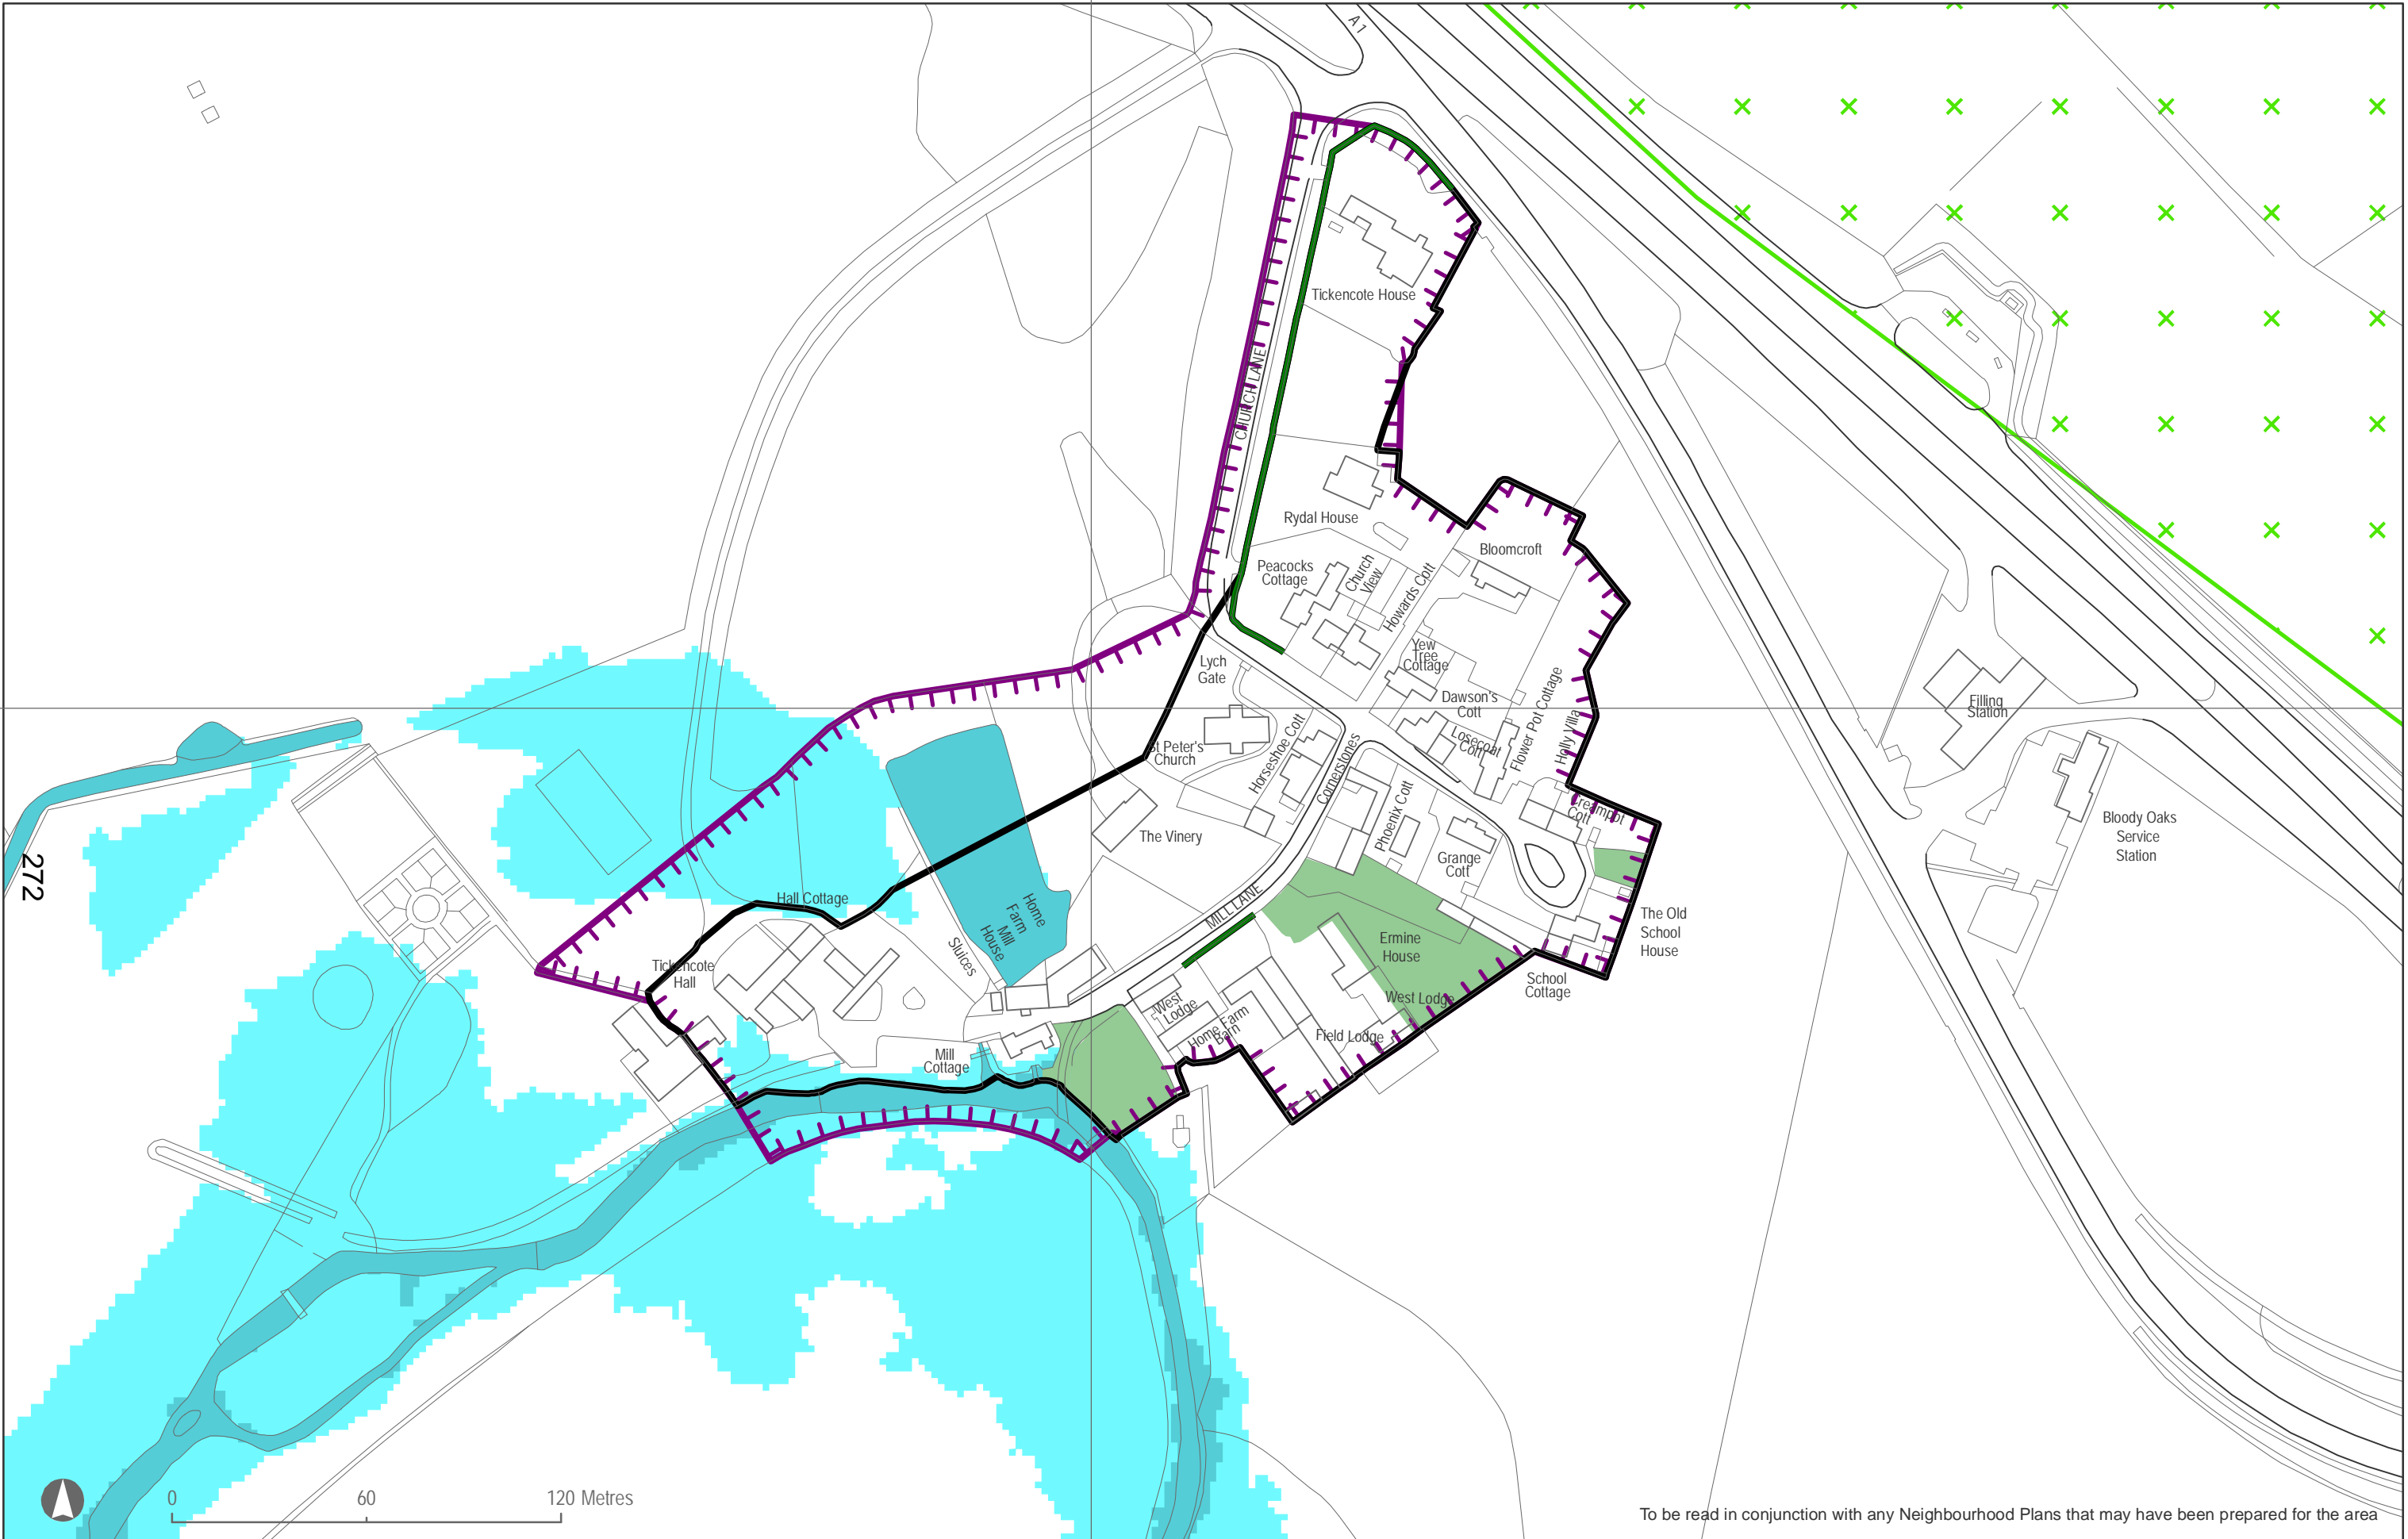 A1
Tickencote House
CHURCH LANE
Rydal House
Bloomcroft
Peacocks
Cottage
Church
View
Howards Cott
Yew
Tree
Cottage
Lych
Gate
Dawson's
Cott
Flower Pot Cottage
Holly Villa
Losecoat
Cott
St Peter's
Church
Horseshoe Cott
Cornerstones
Filling
Station
Creampot
Cott
Phoenix Cott
The Vinery
Bloody Oaks
Service
Station
Grange
Cott
272
Hall Cottage
MILL LANE
Home
Farm
Mill
House
The Old
School
House
Ermine
House
Sluices
Tickencote
Hall
School
Cottage
West Lodge
West
Lodge
Home Farm
Barn
Field Lodge
Mill
Cottage
0 60 120 Metres
To be read in conjunction with any Neighbourhood Plans that may have been prepared for the area